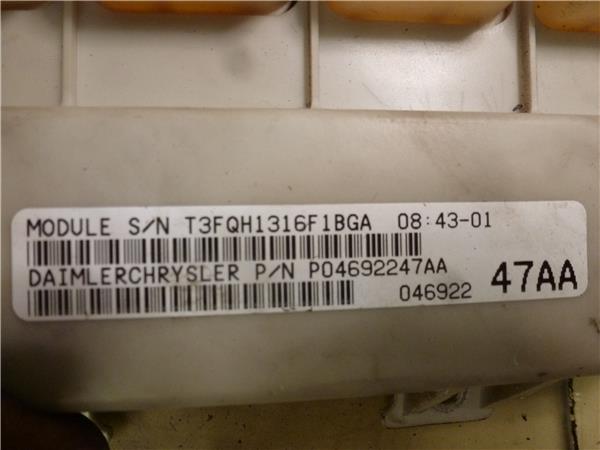 MODULE S/N T3FQH1316F1BGA 08:43-01
DAIMLERCHRYSLER P/N P04692247AA
046922 47AA